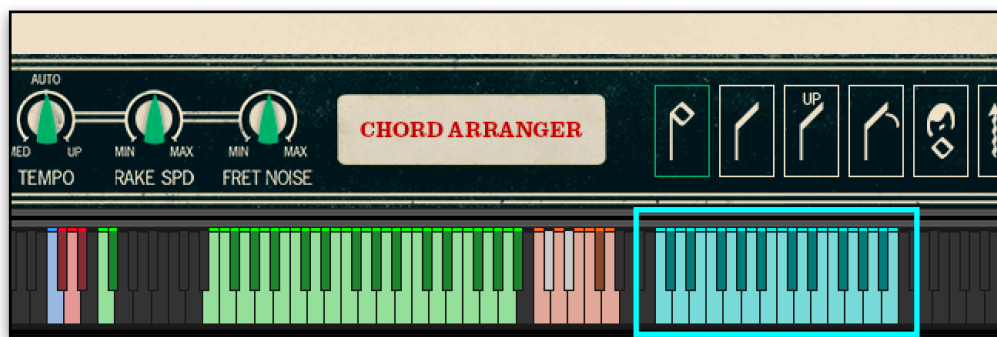 AUTO
UP
CHORD ARRANGER
MED UP MIN MAX MIN MAX
TEMPO RAKE SPD FRET NOISE